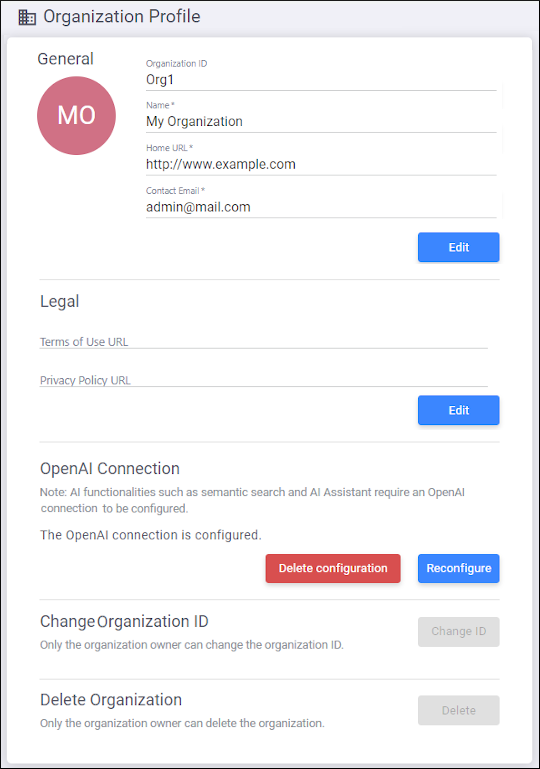 Organization Profile
General
MO
Organization ID
Org1
Name *
My Organization
Home URL *
http://www.example.com
Contact Email *
admin@mail.com
Edit
Legal
Terms of Use URL
Privacy Policy URL
Edit
OpenAI Connection
Note: AI functionalities such as semantic search and AI Assistant require an OpenAI
connection to be configured.
The OpenAI connection is configured.
Delete configuration
Reconfigure
Change Organization ID
Only the organization owner can change the organization ID.
Change ID
Delete Organization
Only the organization owner can delete the organization.
Delete